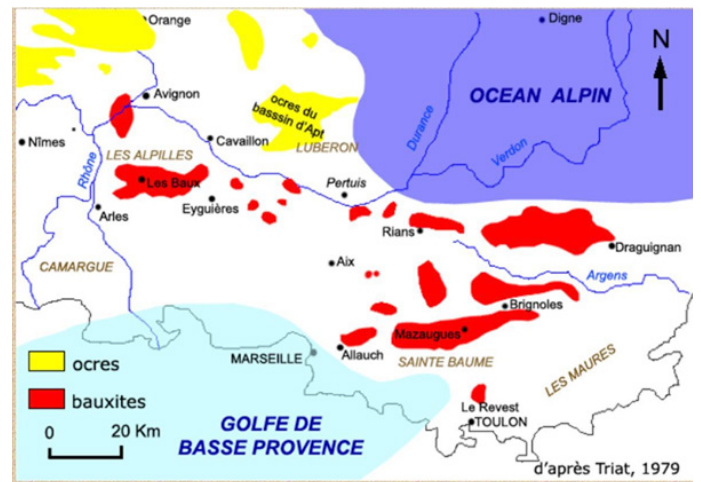 Orange
Digne
N
Avignon
OCEAN ALPIN
ocres du
basssin d'Apt
Durance
Nîmes
Cavaillon
LUBERON
LES ALPILLES
Verdon
Rhône
Les Baux
Pertuis
Eyguières
Arles
Rians
Draguignan
CAMARGUE
Aix
Argens
Brignoles
Mazaugues
MARSEILLE
Allauch
SAINTE BAUME
LES MAURES
ocres
bauxites
Le Revest
TOULON
0 20 Km
GOLFE DE
BASSE PROVENCE
d'après Triat, 1979